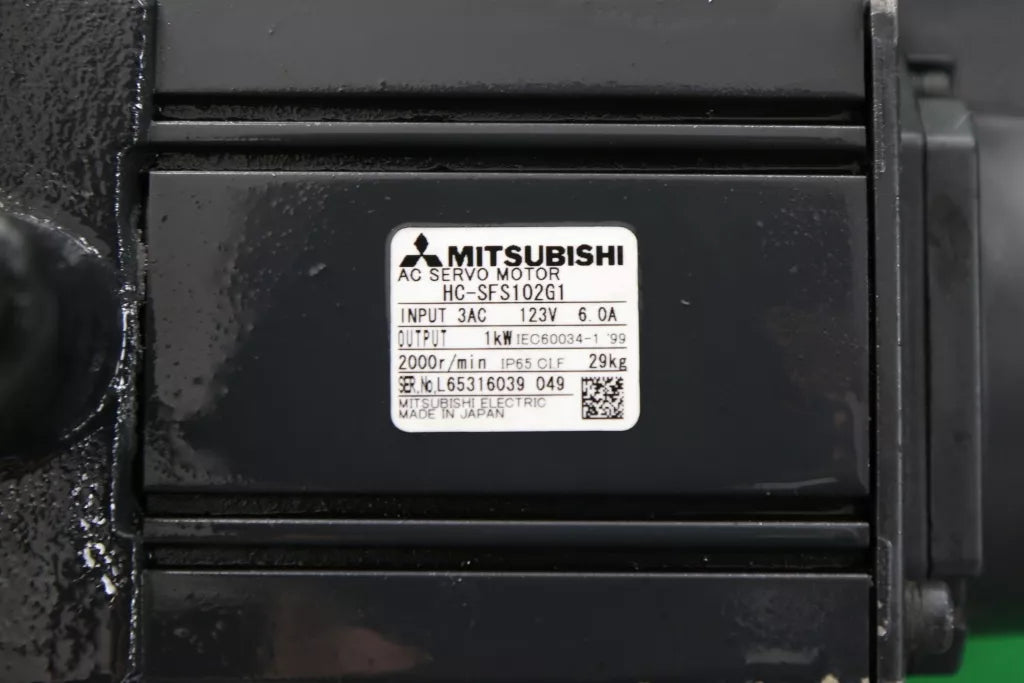 MITSUBISHI
AC SERVO MOTOR
HC-SFS102G1
INPUT 3AC 123V 6.0A
OUTPUT 1kW IEC60034-1 '99
2000r/min IP65 Cl.F 29kg
SER.No.L65316039 049
MITSUBISHI ELECTRIC
MADE IN JAPAN